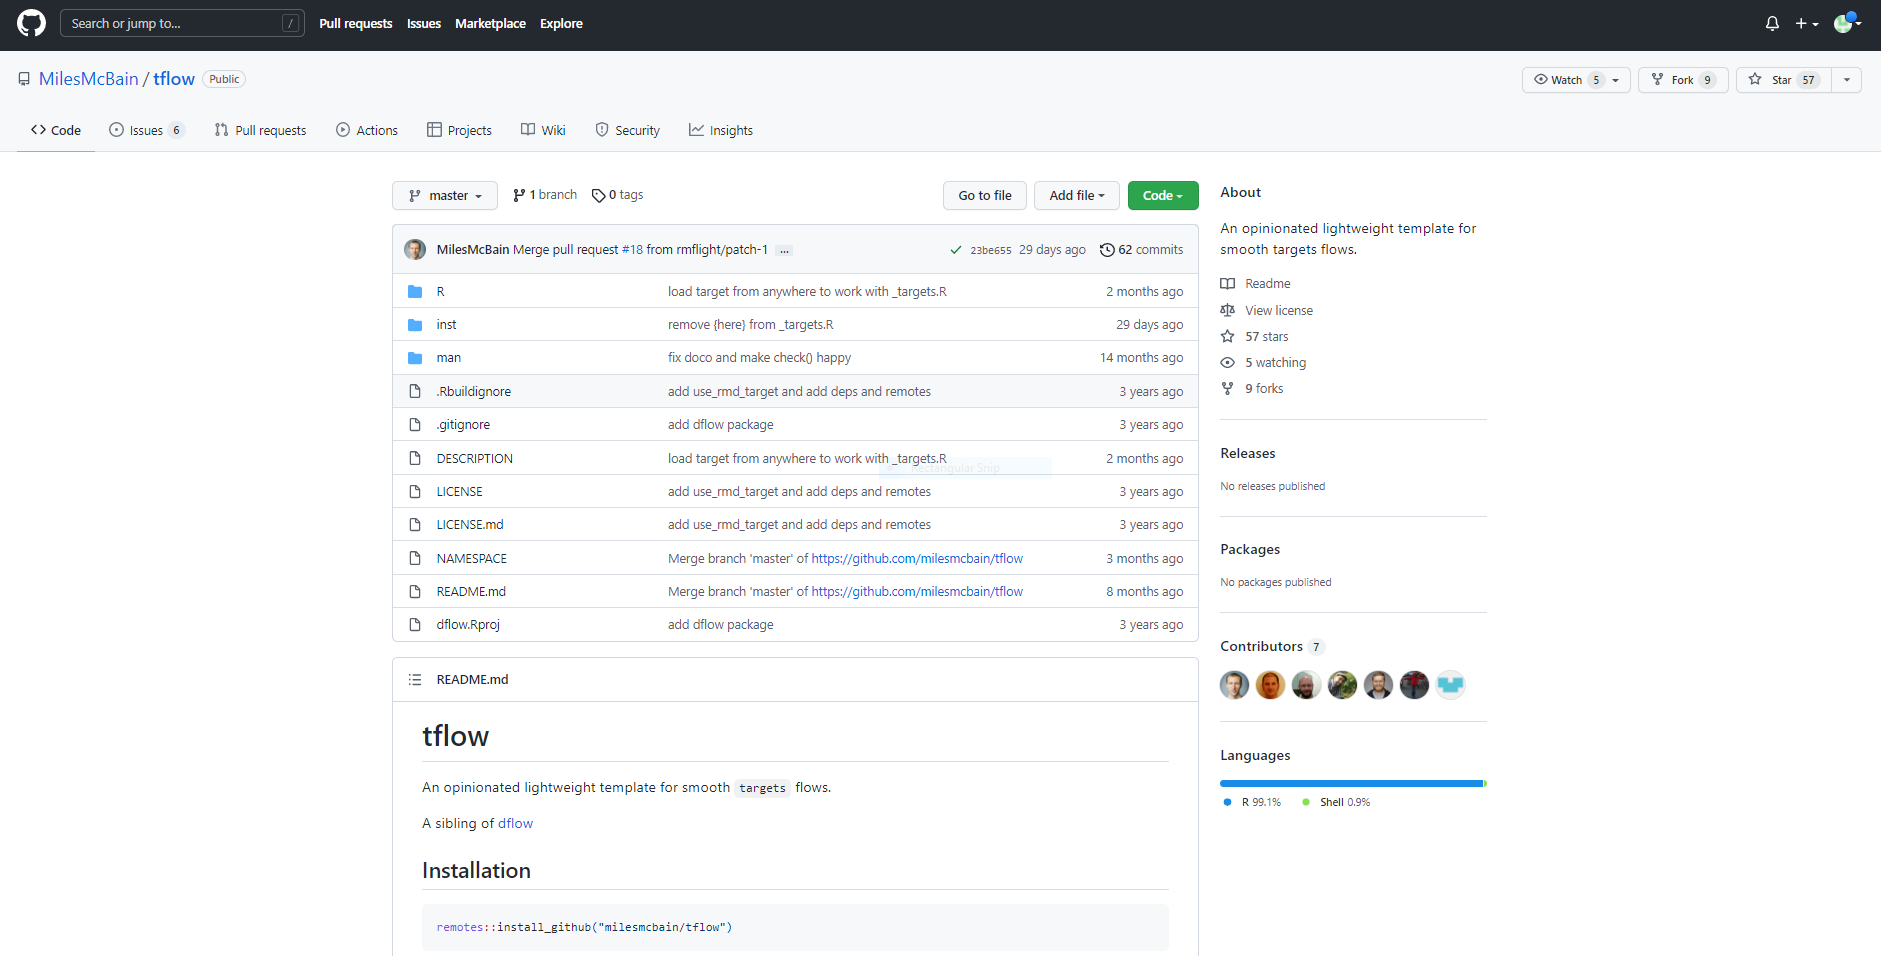 Search or jump to... /
Pull requests Issues Marketplace Explore
MilesMcBain / tflow Public
Watch 5 Fork 9 Star 57
Code Issues 6 Pull requests Actions Projects Wiki Security Insights
master 1 branch 0 tags Go to file Add file Code
MilesMcBain Merge pull request #18 from rmflight/patch-1 ... 23be655 29 days ago 62 commits
R load target from anywhere to work with _targets.R 2 months ago
inst remove {here} from _targets.R 29 days ago
man fix doco and make check() happy 14 months ago
.Rbuildignore add use_rmd_target and add deps and remotes 3 years ago
.gitignore add dflow package 3 years ago
DESCRIPTION load target from anywhere to work with _targets.R 2 months ago
Rectangular Snip
LICENSE add use_rmd_target and add deps and remotes 3 years ago
LICENSE.md add use_rmd_target and add deps and remotes 3 years ago
NAMESPACE Merge branch 'master' of https://github.com/milesmcbain/tflow 3 months ago
README.md Merge branch 'master' of https://github.com/milesmcbain/tflow 8 months ago
dflow.Rproj add dflow package 3 years ago
README.md
tflow
An opinionated lightweight template for smooth targets flows.
A sibling of dflow
Installation
remotes::install_github("milesmcbain/tflow")
About
An opinionated lightweight template for
smooth targets flows.
Readme
View license
57 stars
5 watching
9 forks
Releases
No releases published
Packages
No packages published
Contributors 7
Languages
R 99.1% Shell 0.9%